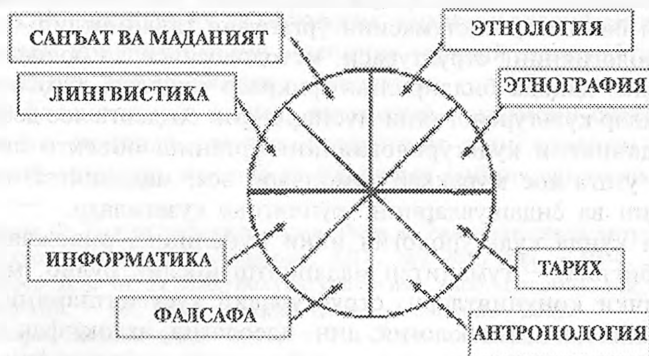 САНЪАТ ВА МАДАНИЯТ
ЭТНОЛОГИЯ
ЛИНГВИСТИКА
ЭТНОГРАФИЯ
ИНФОРМАТИКА
ТАРИХ
ФАЛСАФА
АНТРОПОЛОГИЯ